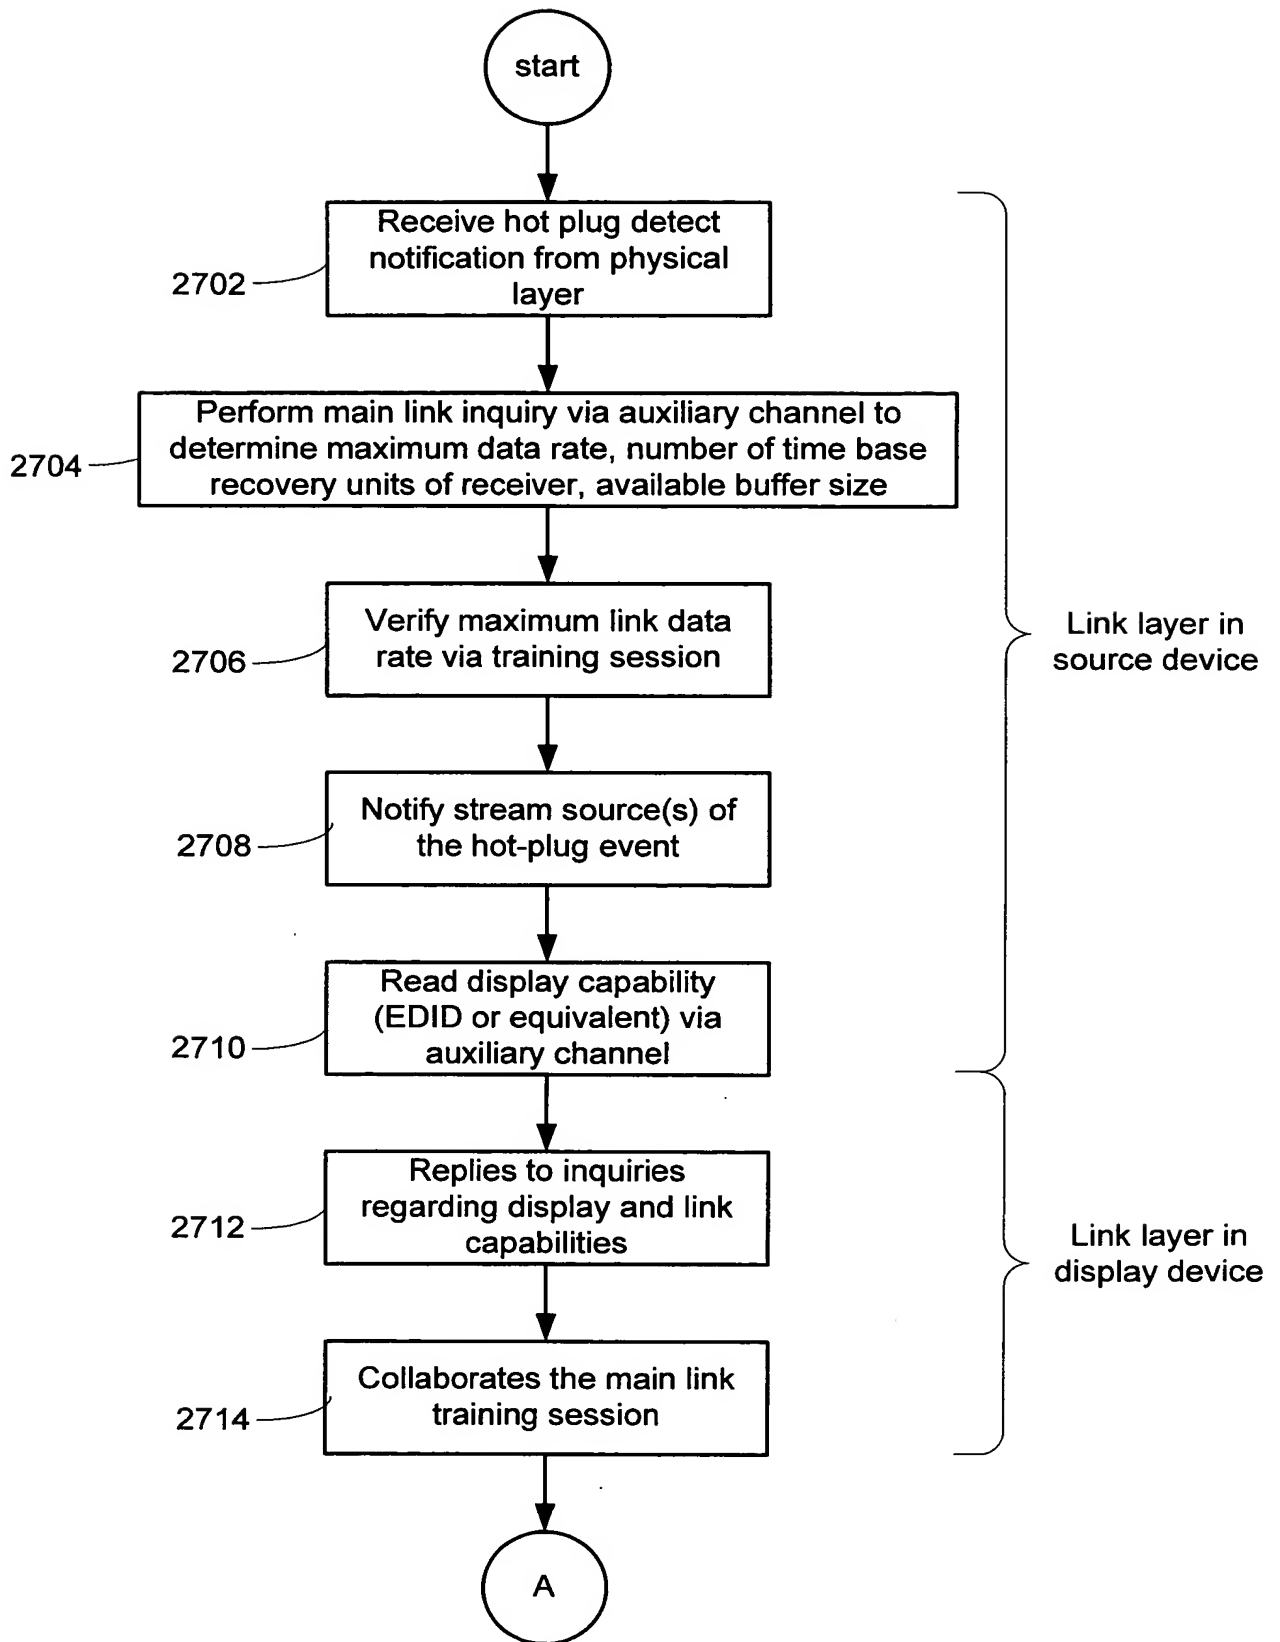 start
Receive hot plug detect
notification from physical
layer
2702
Perform main link inquiry via auxiliary channel to
determine maximum data rate, number of time base
recovery units of receiver, available buffer size
2704
Verify maximum link data
rate via training session
2706
Link layer in
source device
Notify stream source(s) of
the hot-plug event
2708
Read display capability
(EDID or equivalent) via
auxiliary channel
2710
Replies to inquiries
regarding display and link
capabilities
2712
Link layer in
display device
Collaborates the main link
training session
2714
A